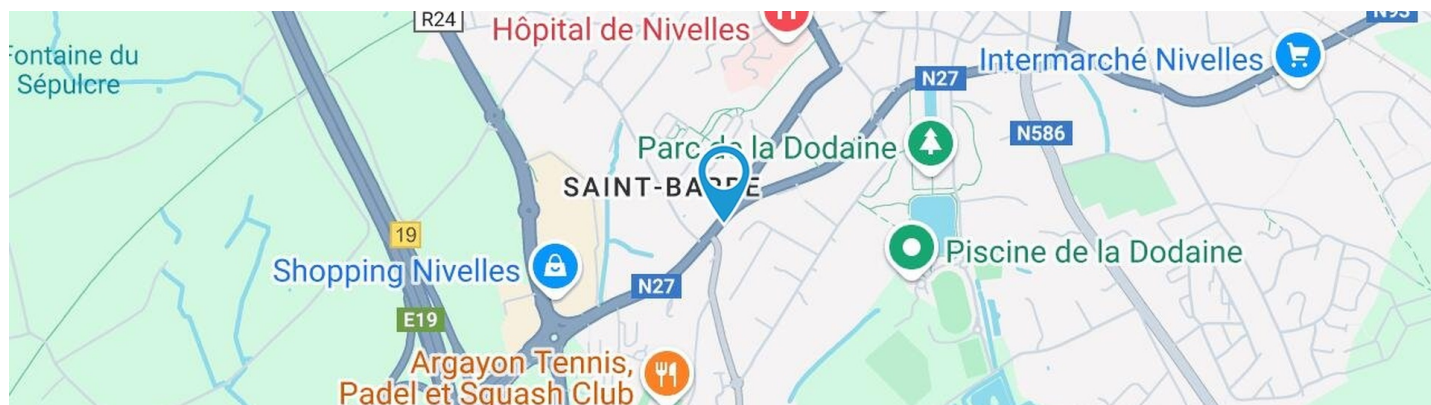 R24
Hôpital de Nivelles
N93
Fontaine du
Sépulcre
Intermarché Nivelles
N27
N586
Parc de la Dodaine
19
Shopping Nivelles
Piscine de la Dodaine
N27
E19
Argayon Tennis,
Padel et Squash Club